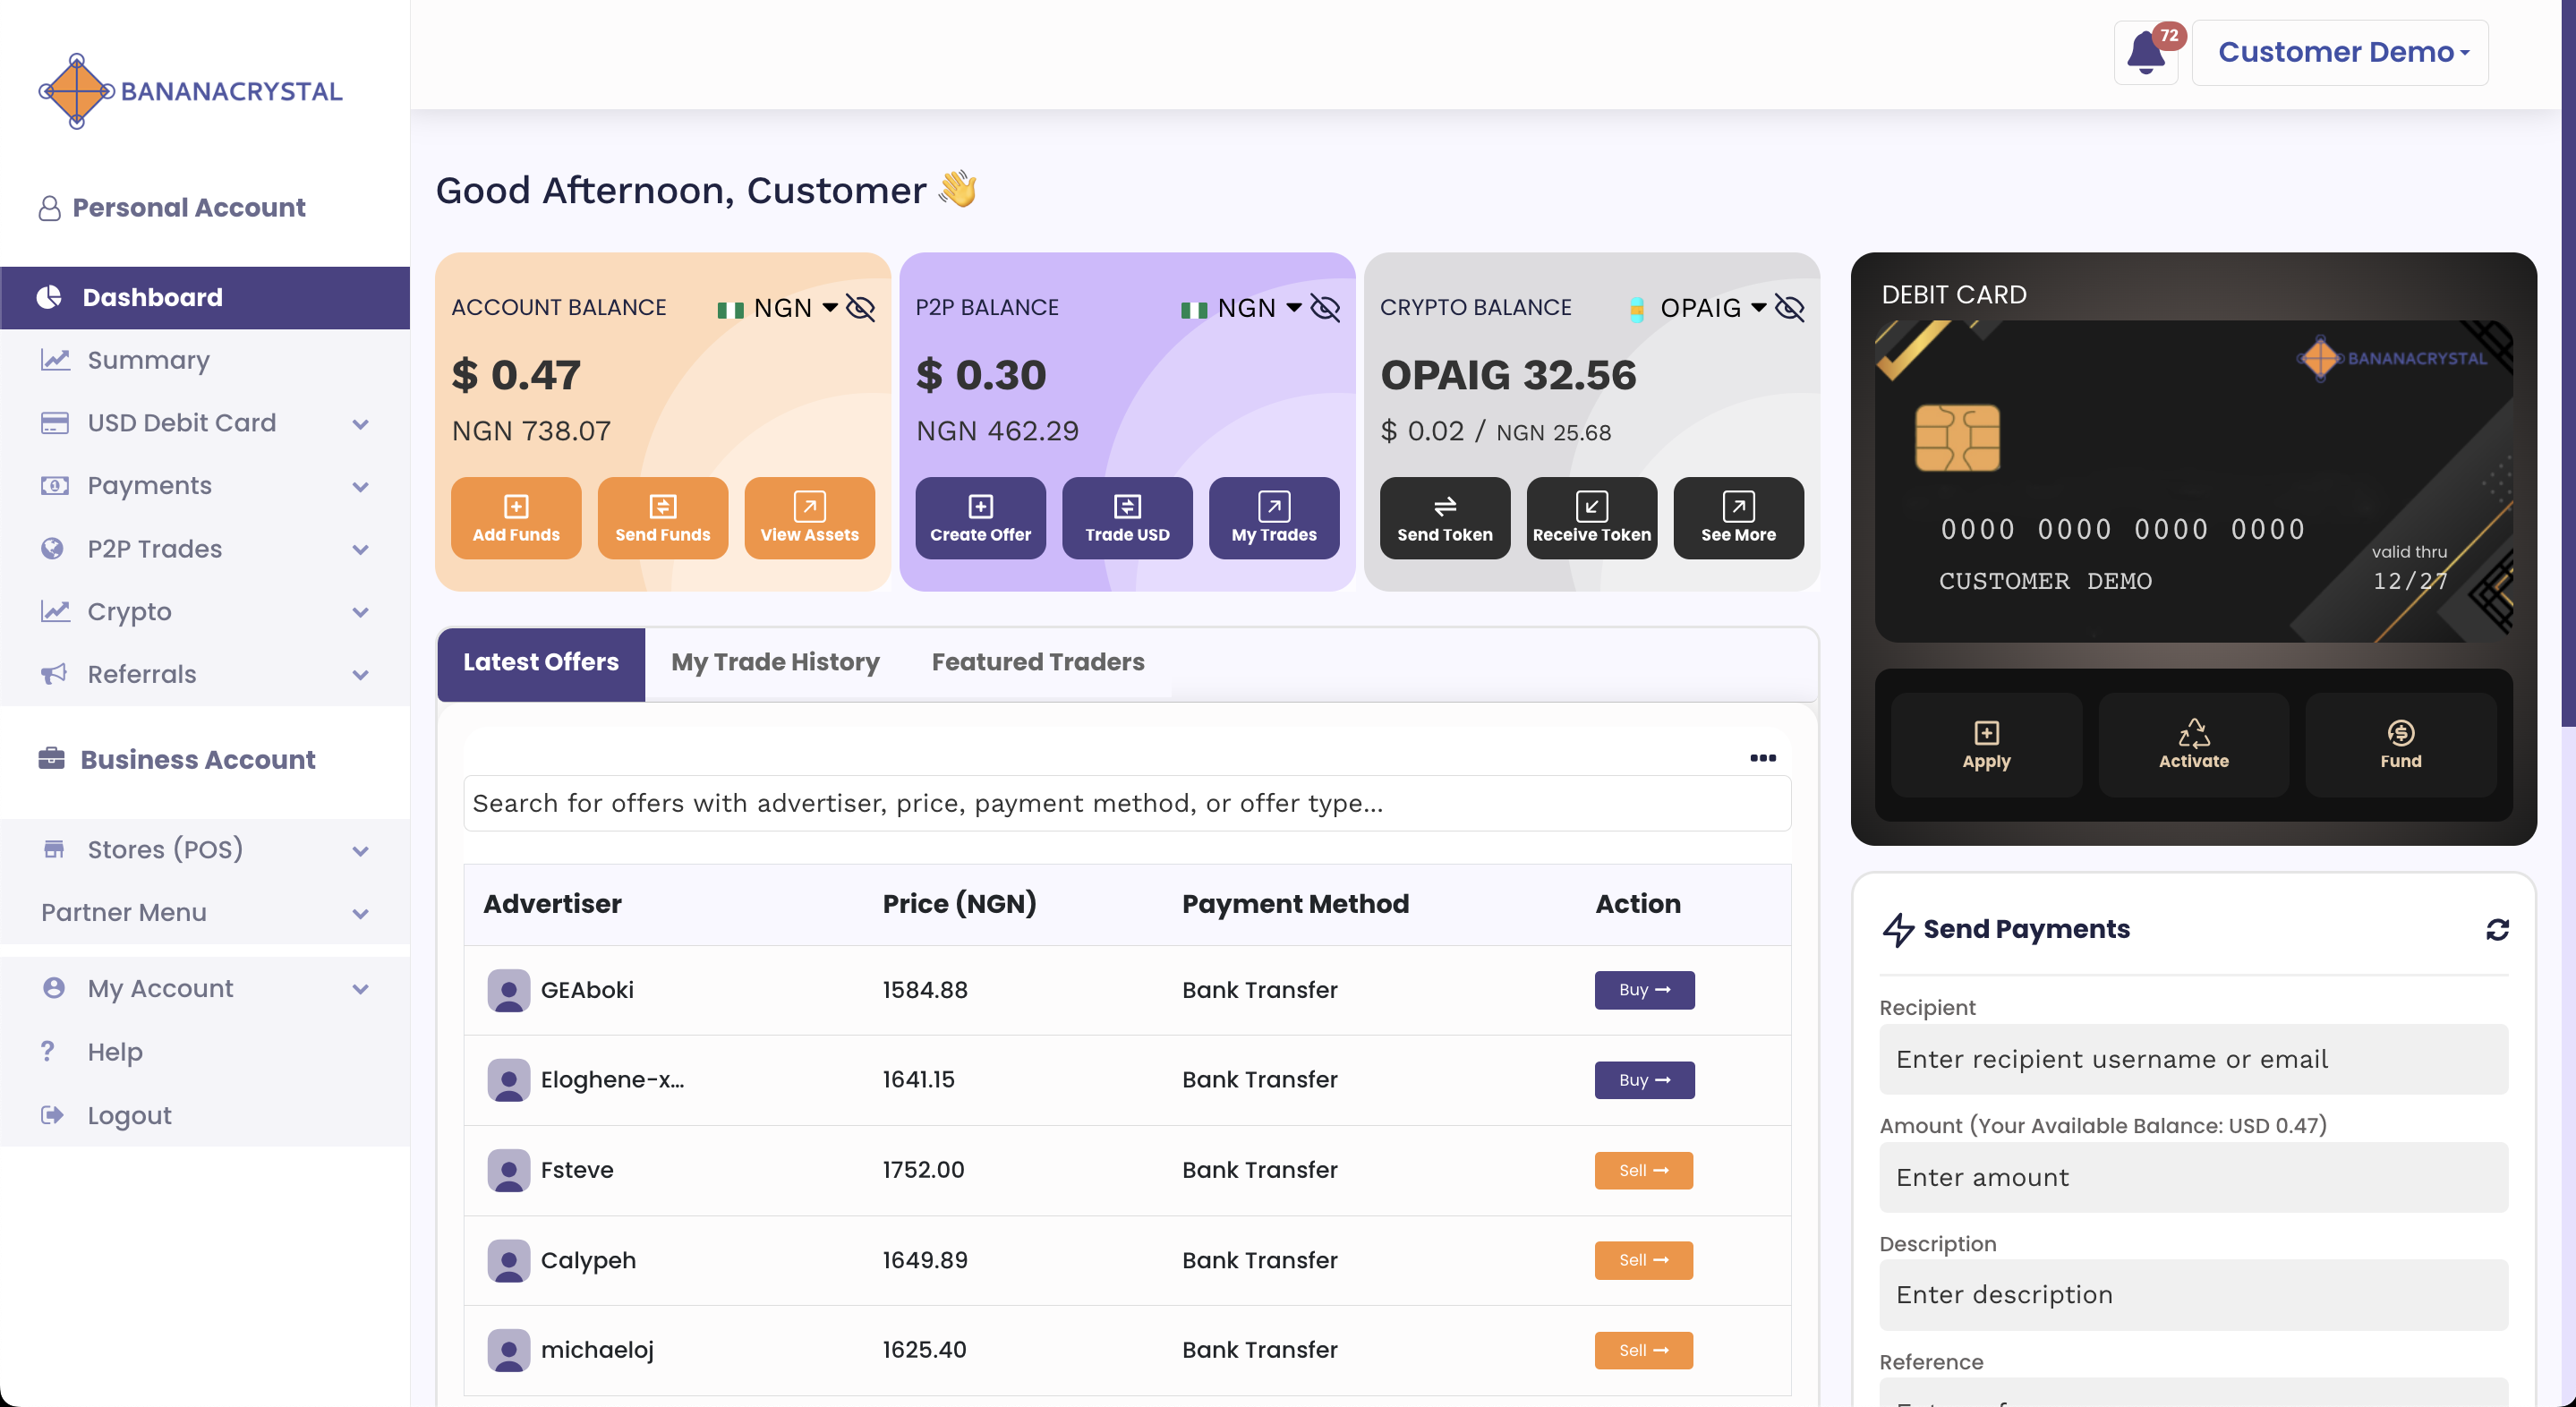 BANANACRYSTAL
72
Customer Demo
Personal Account
Dashboard
Summary
USD Debit Card
Payments
P2P Trades
Crypto
Referrals
Business Account
Stores (POS)
Partner Menu
My Account
Help
Logout
Good Afternoon, Customer 👋
ACCOUNT BALANCE NGN
$ 0.47
NGN 738.07
Add Funds Send Funds View Assets
P2P BALANCE NGN
$ 0.30
NGN 462.29
Create Offer Trade USD My Trades
CRYPTO BALANCE OPAIG
OPAIG 32.56
$ 0.02 / NGN 25.68
Send Token Receive Token See More
DEBIT CARD
BANANACRYSTAL
0000 0000 0000 0000
valid thru
CUSTOMER DEMO 12/27
Apply Activate Fund
Latest Offers My Trade History Featured Traders
Search for offers with advertiser, price, payment method, or offer type...
Advertiser Price (NGN) Payment Method Action
GEAboki 1584.88 Bank Transfer Buy
Eloghene-x... 1641.15 Bank Transfer Buy
Fsteve 1752.00 Bank Transfer Sell
Calypeh 1649.89 Bank Transfer Sell
michaeloj 1625.40 Bank Transfer Sell
Send Payments
Recipient
Enter recipient username or email
Amount (Your Available Balance: USD 0.47)
Enter amount
Description
Enter description
Reference